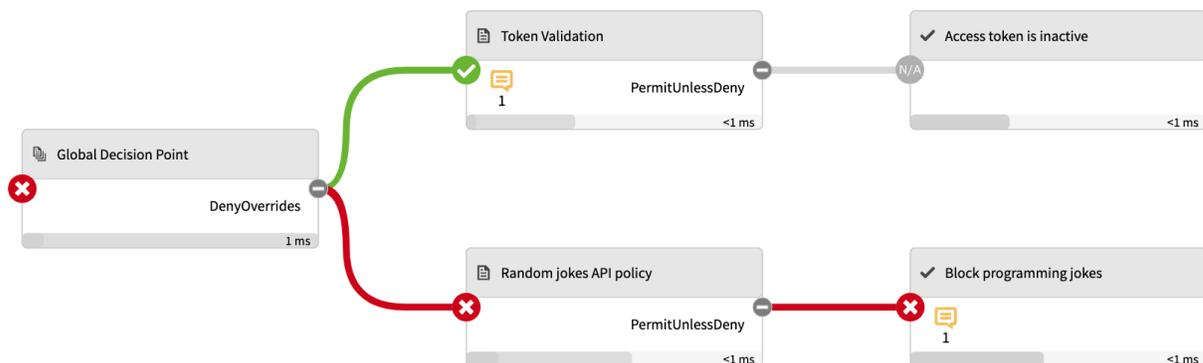 Token Validation
1
PermitUnlessDeny
<1 ms
Access token is inactive
N/A
<1 ms
Global Decision Point
DenyOverrides
1 ms
Random jokes API policy
PermitUnlessDeny
<1 ms
Block programming jokes
1
<1 ms